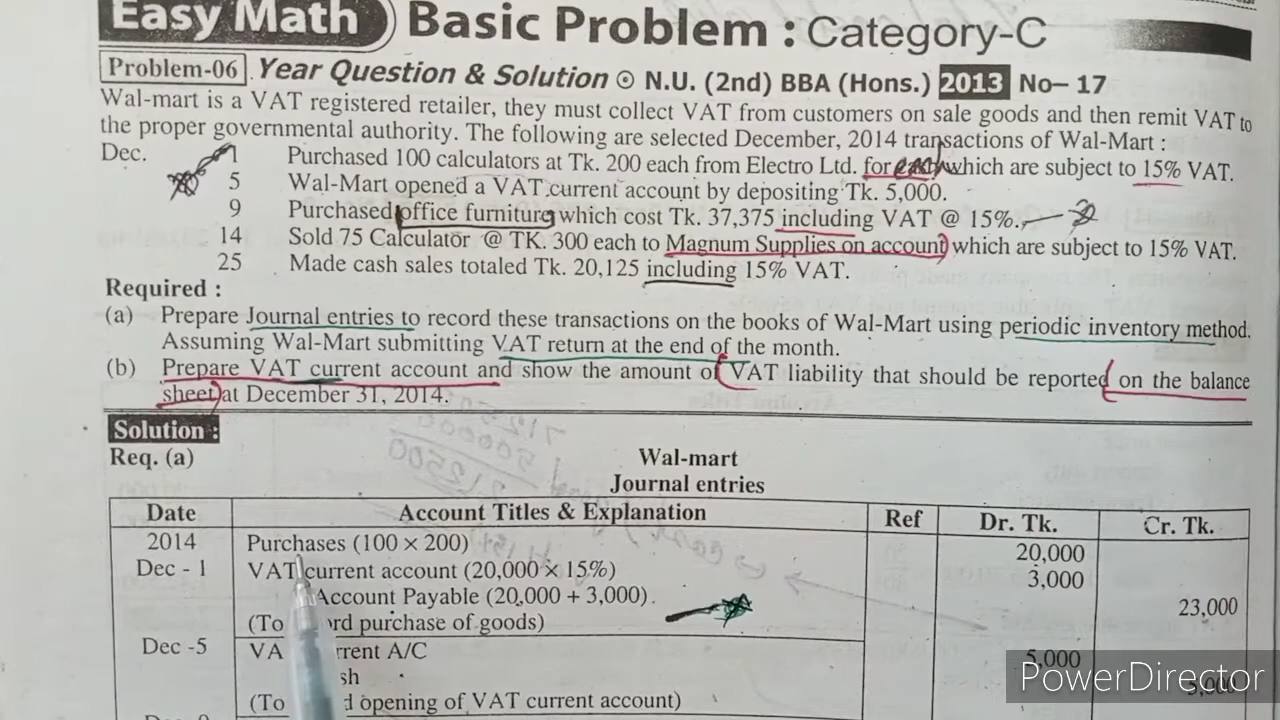 Easy Math Basic Problem : Category-C
Problem-06 Year Question & Solution ⊙ N.U. (2nd) BBA (Hons.) 2013 No– 17
Wal-mart is a VAT registered retailer, they must collect VAT from customers on sale goods and then remit VAT to
the proper governmental authority. The following are selected December, 2014 transactions of Wal-Mart :
Dec. 1 Purchased 100 calculators at Tk. 200 each from Electro Ltd. for each which are subject to 15% VAT.
5 Wal-Mart opened a VAT current account by depositing Tk. 5,000.
9 Purchased office furniture which cost Tk. 37,375 including VAT @ 15%.
14 Sold 75 Calculator @ TK. 300 each to Magnum Supplies on account which are subject to 15% VAT.
25 Made cash sales totaled Tk. 20,125 including 15% VAT.
Required :
(a) Prepare Journal entries to record these transactions on the books of Wal-Mart using periodic inventory method.
Assuming Wal-Mart submitting VAT return at the end of the month.
(b) Prepare VAT current account and show the amount of VAT liability that should be reported on the balance
sheet at December 31, 2014.
Solution :
Req. (a) Wal-mart
Journal entries
Date Account Titles & Explanation Ref Dr. Tk. Cr. Tk.
2014 Purchases (100 × 200) 20,000
Dec - 1 VAT current account (20,000 × 15%) 3,000
Account Payable (20,000 + 3,000). 23,000
(To purchase of goods)
Dec -5 A/C 5,000
(To opening of VAT current account)
PowerDirector